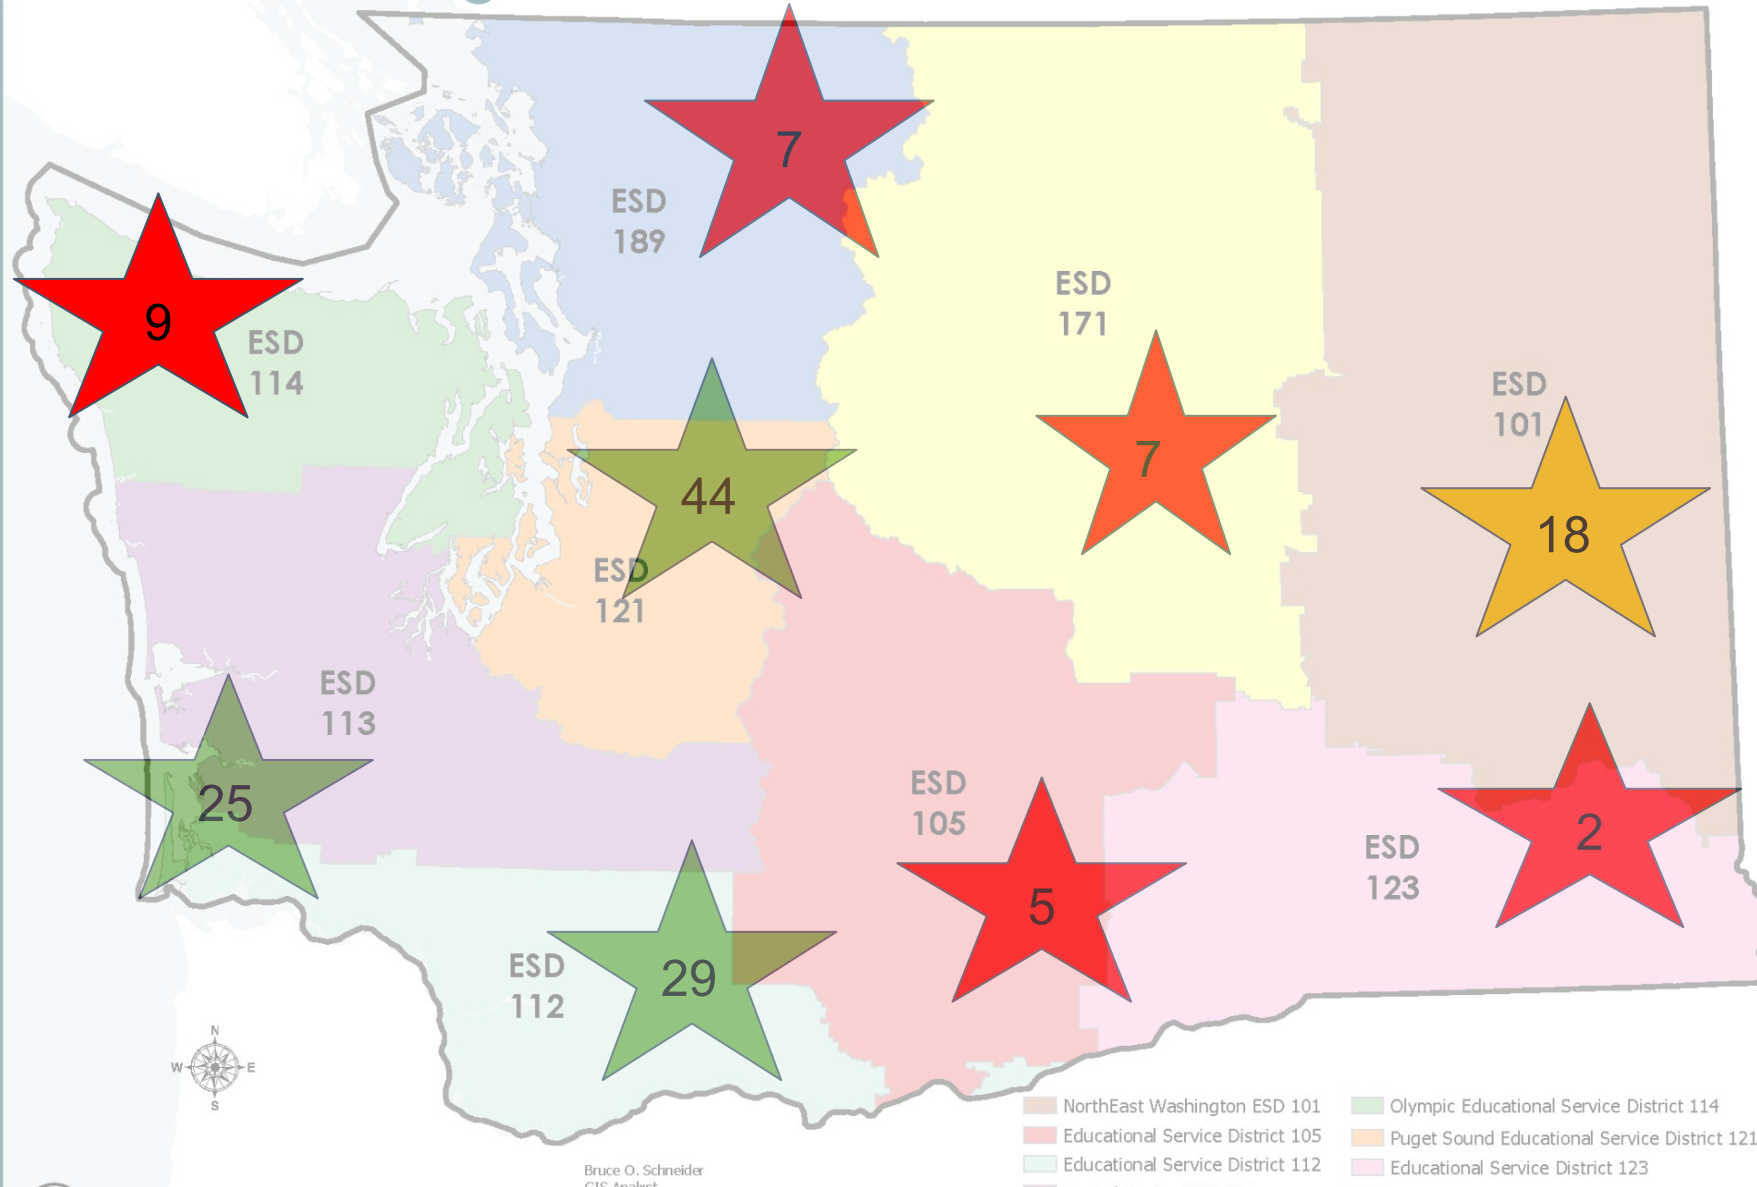 7
ESD
189
9
ESD
114
ESD
171
ESD
101
7
44
18
ESD
121
ESD
113
25
ESD
105
5
2
ESD
123
29
ESD
112
N
W
E
S
NorthEast Washington ESD 101
Educational Service District 105
Educational Service District 112
Olympic Educational Service District 114
Puget Sound Educational Service District 121
Educational Service District 123
Bruce O. Schneider
GIS Analyst